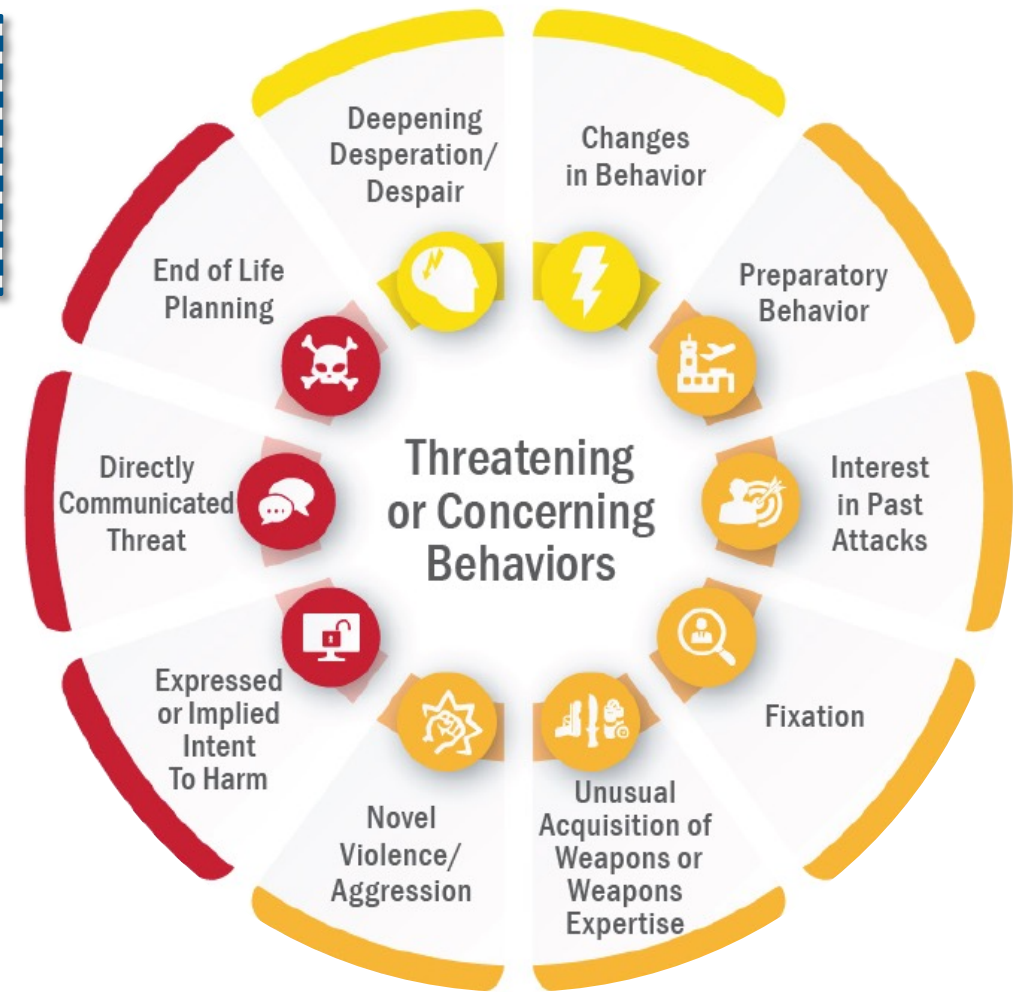 Threatening
or Concerning
Behaviors
Changes
in Behavior
Preparatory
Behavior
Interest
in Past
Attacks
Fixation
Unusual
Acquisition of
Weapons or
Weapons
Expertise
Novel
Violence/
Aggression
Expressed
or Implied
Intent
To Harm
Directly
Communicated
Threat
End of Life
Planning
Deepening
Desperation/
Despair